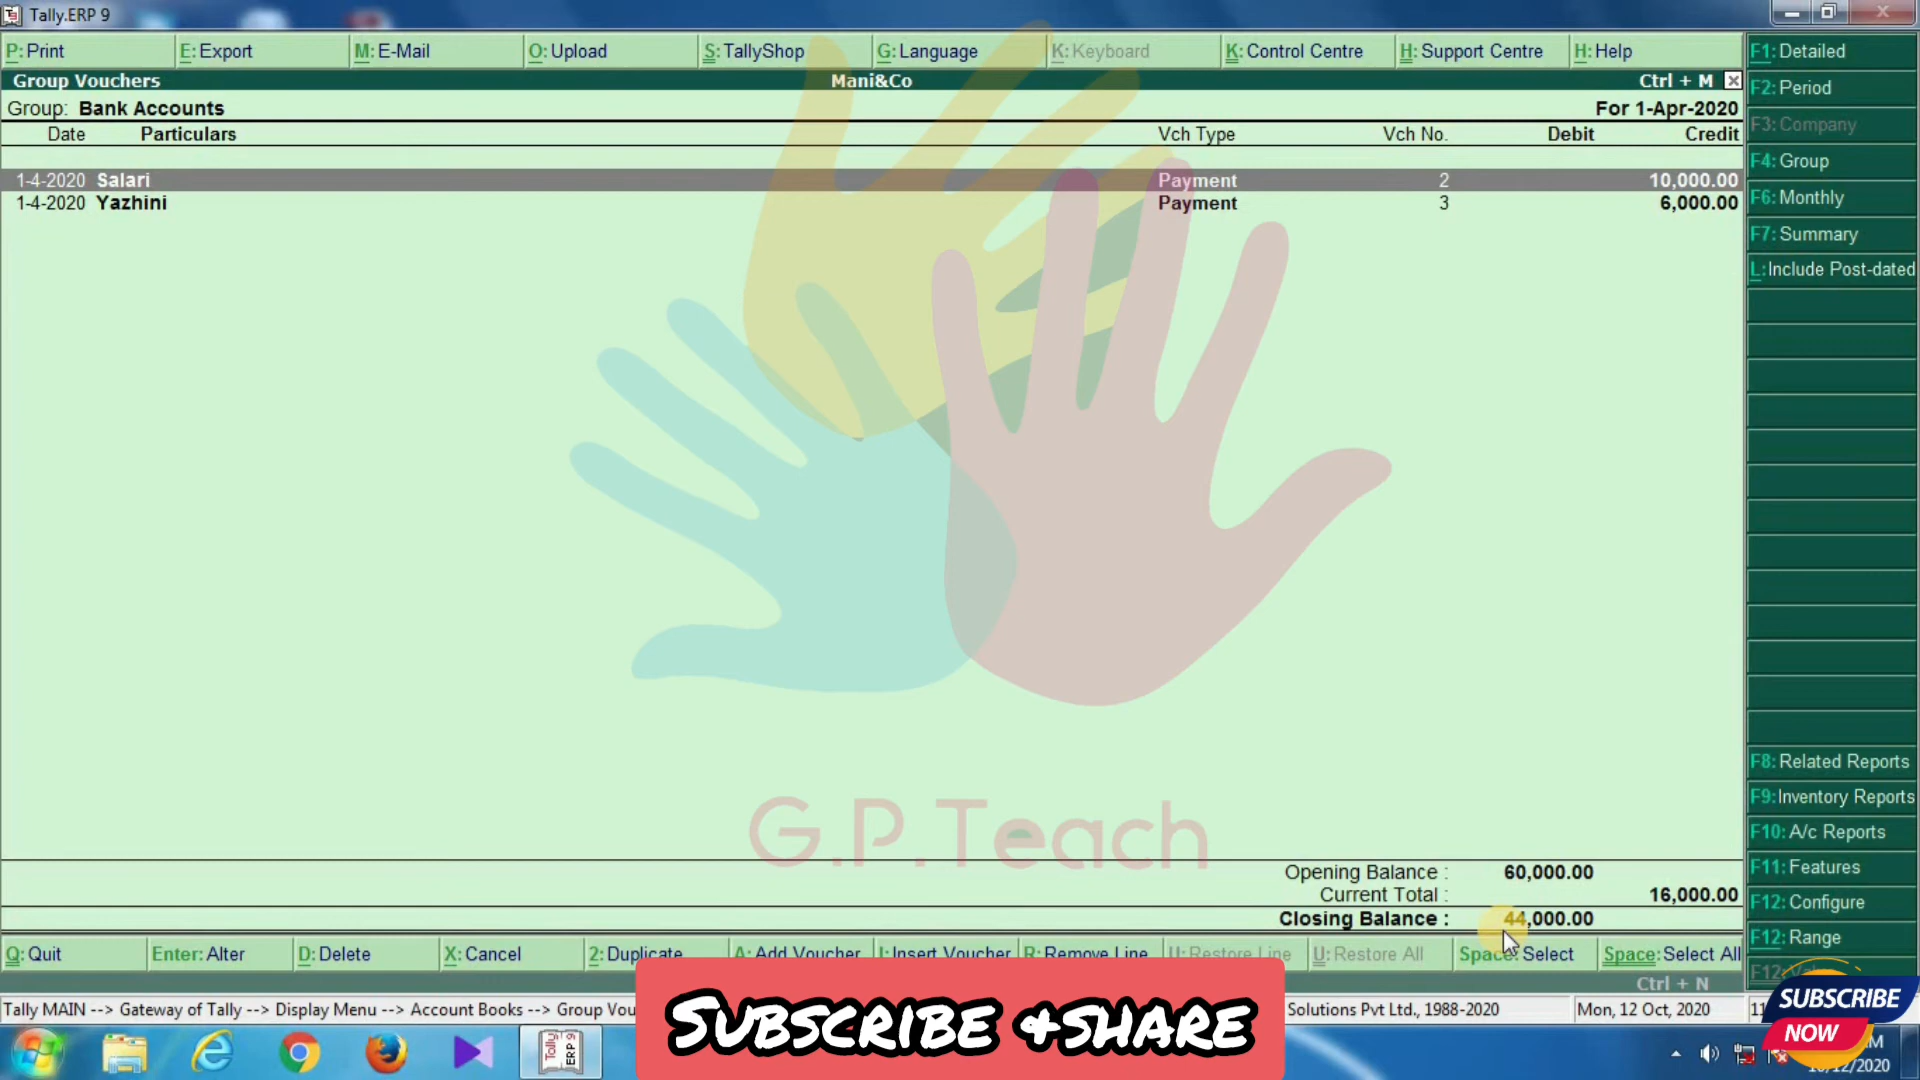 Tally.ERP 9
P: Print E: Export M: E-Mail O: Upload S: TallyShop G: Language K: Keyboard K: Control Centre H: Support Centre H: Help
Group Vouchers Mani&Co Ctrl + M
Group: Bank Accounts For 1-Apr-2020
Date Particulars Vch Type Vch No. Debit Credit
1-4-2020 Salari Payment 2 10,000.00
1-4-2020 Yazhini Payment 3 6,000.00
G.P.Teach
Opening Balance : 60,000.00
Current Total : 16,000.00
Closing Balance : 44,000.00
Q: Quit Enter: Alter D: Delete X: Cancel 2: Duplicate A: Add Voucher I: Insert Voucher R: Remove Line U: Restore Line U: Restore All Space: Select Space: Select All
Ctrl + N
Tally MAIN --> Gateway of Tally --> Display Menu --> Account Books --> Group Vou
Solutions Pvt Ltd., 1988-2020 Mon, 12 Oct, 2020
F1: Detailed
F2: Period
F3: Company
F4: Group
F6: Monthly
F7: Summary
L: Include Post-dated
F8: Related Reports
F9: Inventory Reports
F10: A/c Reports
F11: Features
F12: Configure
F12: Range
F12:
SUBSCRIBE &SHARE
SUBSCRIBE
NOW
Tally
ERP 9